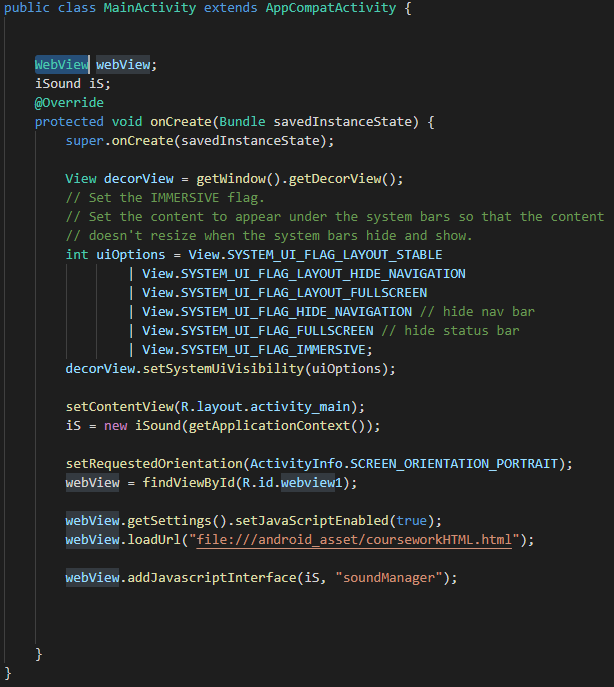 public class MainActivity extends AppCompatActivity {
WebView webView;
iSound iS;
@Override
protected void onCreate(Bundle savedInstanceState) {
super.onCreate(savedInstanceState);
View decorView = getWindow().getDecorView();
// Set the IMMERSIVE flag.
// Set the content to appear under the system bars so that the content
// doesn't resize when the system bars hide and show.
int uiOptions = View.SYSTEM_UI_FLAG_LAYOUT_STABLE
| View.SYSTEM_UI_FLAG_LAYOUT_HIDE_NAVIGATION
| View.SYSTEM_UI_FLAG_LAYOUT_FULLSCREEN
| View.SYSTEM_UI_FLAG_HIDE_NAVIGATION // hide nav bar
| View.SYSTEM_UI_FLAG_FULLSCREEN // hide status bar
| View.SYSTEM_UI_FLAG_IMMERSIVE;
decorView.setSystemUiVisibility(uiOptions);
setContentView(R.layout.activity_main);
iS = new iSound(getApplicationContext());
setRequestedOrientation(ActivityInfo.SCREEN_ORIENTATION_PORTRAIT);
webView = findViewById(R.id.webview1);
webView.getSettings().setJavaScriptEnabled(true);
webView.loadUrl("file:///android_asset/courseworkHTML.html");
webView.addJavascriptInterface(iS, "soundManager");
}
}